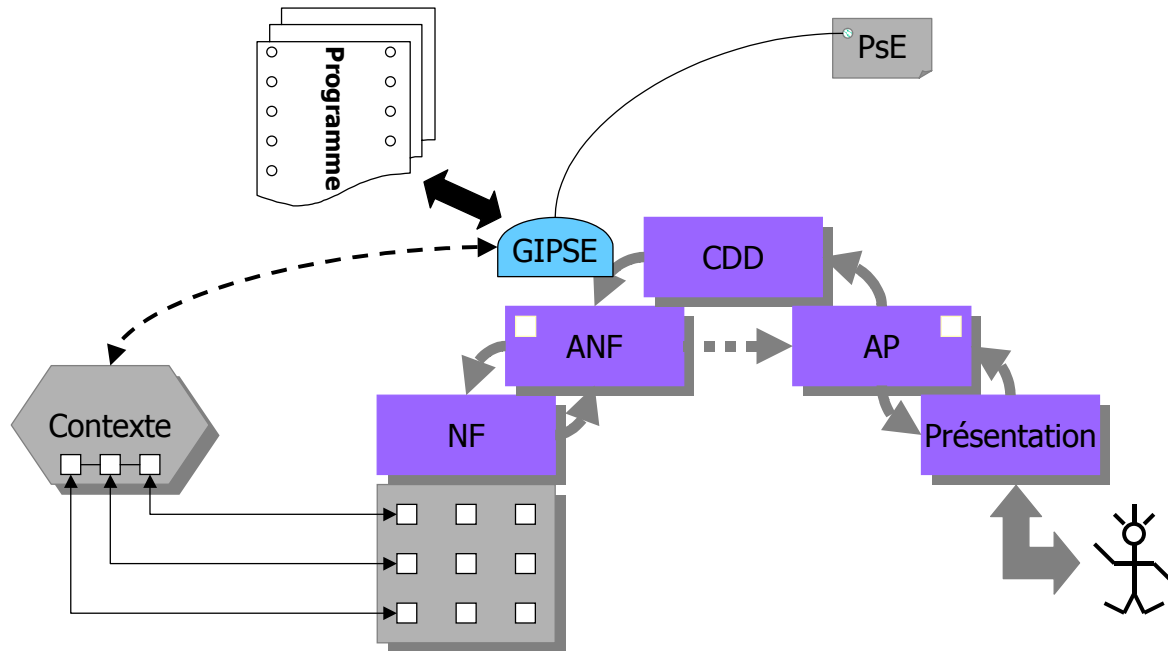 Programme
PsE
GIPSE
CDD
ANF
AP
Contexte
NF
Présentation